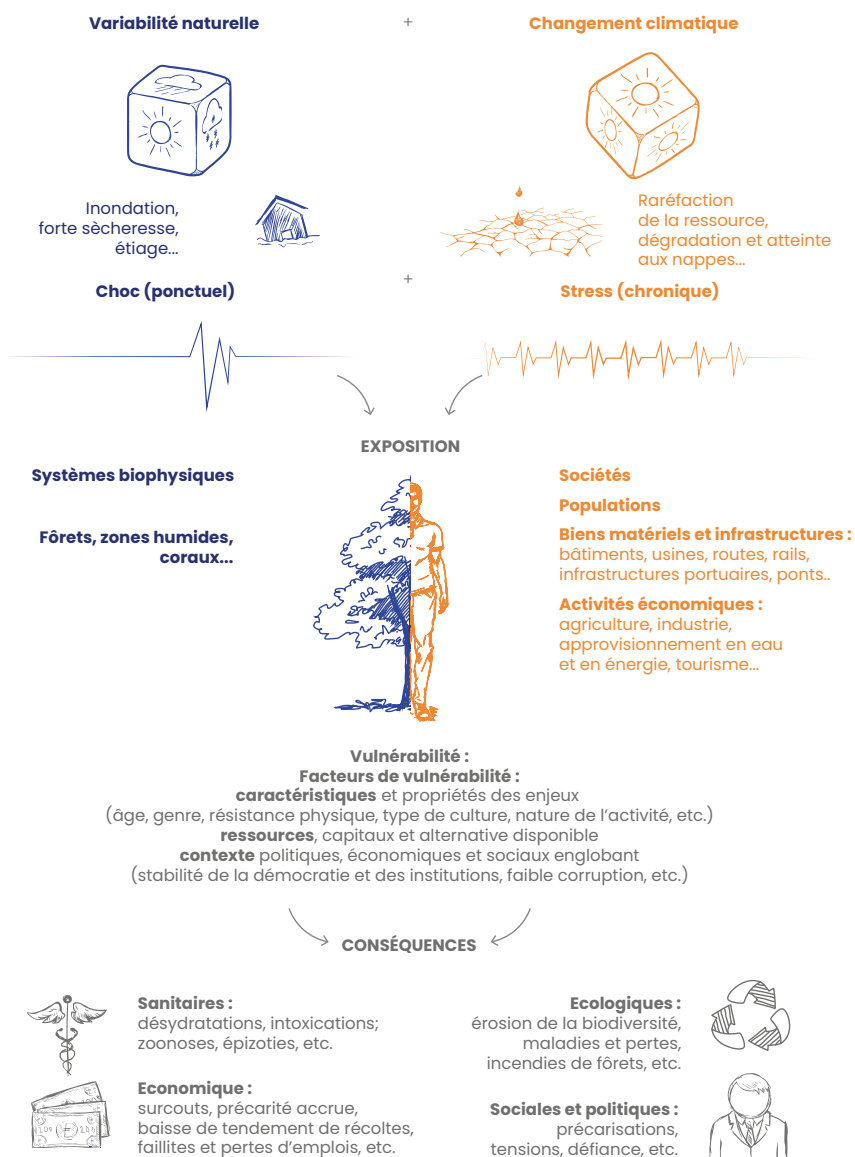 Variabilité naturelle
+
Changement climatique
Inondation,
forte sècheresse,
étiage...
Raréfaction
de la ressource,
dégradation et atteinte
aux nappes...
+
Choc (ponctuel)
Stress (chronique)
EXPOSITION
Systèmes biophysiques
Fôrets, zones humides,
coraux...
Sociétés
Populations
Biens matériels et infrastructures :
bâtiments, usines, routes, rails,
infrastructures portuaires, ponts..
Activités économiques :
agriculture, industrie,
approvisionnement en eau
et en énergie, tourisme...
Vulnérabilité :
Facteurs de vulnérabilité :
caractéristiques et propriétés des enjeux
(âge, genre, résistance physique, type de culture, nature de l'activité, etc.)
ressources, capitaux et alternative disponible
contexte politiques, économiques et sociaux englobant
(stabilité de la démocratie et des institutions, faible corruption, etc.)
CONSÉQUENCES
Sanitaires :
désydratations, intoxications;
zoonoses, épizoties, etc.
Economique :
surcouts, précarité accrue,
baisse de tendement de récoltes,
faillites et pertes d'emplois, etc.
Ecologiques :
érosion de la biodiversité,
maladies et pertes,
incendies de fôrets, etc.
Sociales et politiques :
précarisations,
tensions, défiance, etc.